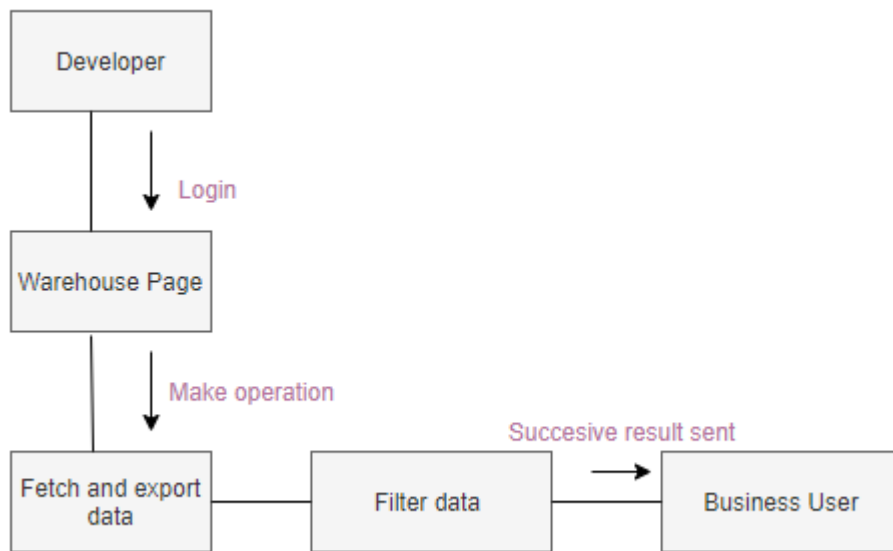 Developer
Login
Warehouse Page
Make operation
Succesive result sent
Fetch and export
data
Filter data
Business User